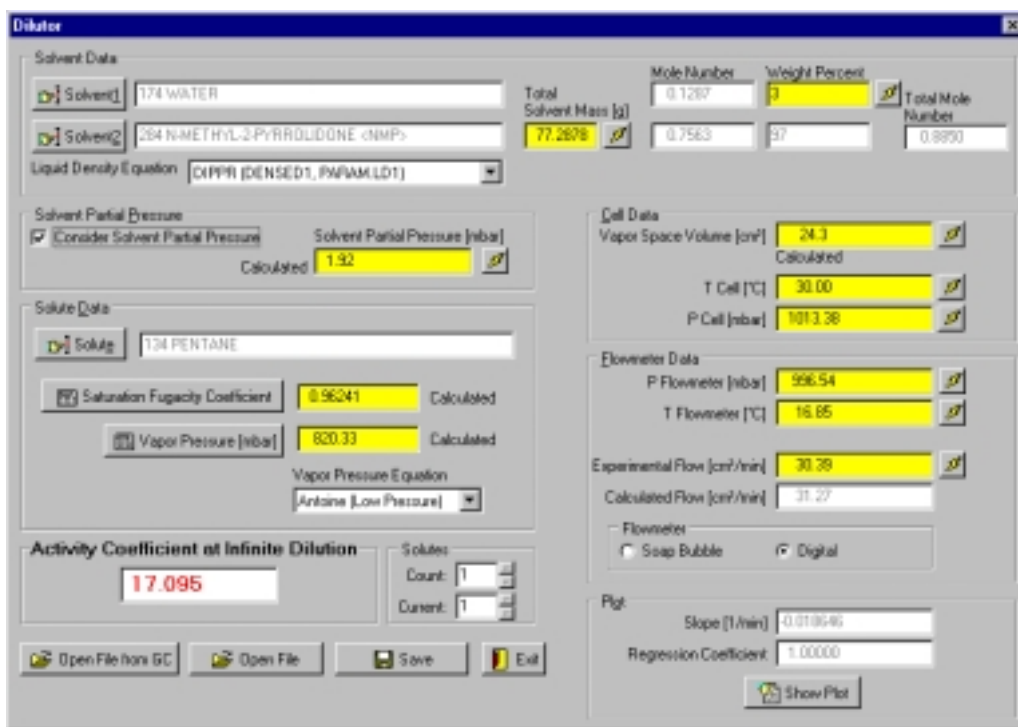 Dilutor
Solvent Data
Solvent1 174 WATER
Total Solvent Mass [g] 77.2878
Mole Number 0.1287
Weight Percent 3
Solvent2 284 N-METHYL-2-PYRROLIDONE <NMP>
0.7563 97
Total Mole Number 0.8850
Liquid Density Equation DIPPR (DENSED1, PARAM.LD1)
Solvent Partial Pressure
Consider Solvent Partial Pressure
Solvent Partial Pressure [mbar]
Calculated 1.92
Solute Data
Solute 134 PENTANE
Saturation Fugacity Coefficient 0.96241 Calculated
Vapor Pressure [mbar] 820.33 Calculated
Vapor Pressure Equation
Antoine (Low Pressure)
Activity Coefficient at Infinite Dilution
17.095
Solutes
Count: 1
Current: 1
Open File from GC Open File Save Exit
Cell Data
Vapor Space Volume [cm³] 24.3
Calculated
T Cell [°C] 30.00
P Cell [mbar] 1013.38
Flowmeter Data
P Flowmeter [mbar] 996.54
T Flowmeter [°C] 16.85
Experimental Flow [cm³/min] 30.39
Calculated Flow [cm³/min] 31.27
Flowmeter
Soap Bubble Digital
Plot
Slope [1/min] -0.018646
Regression Coefficient 1.00000
Show Plot